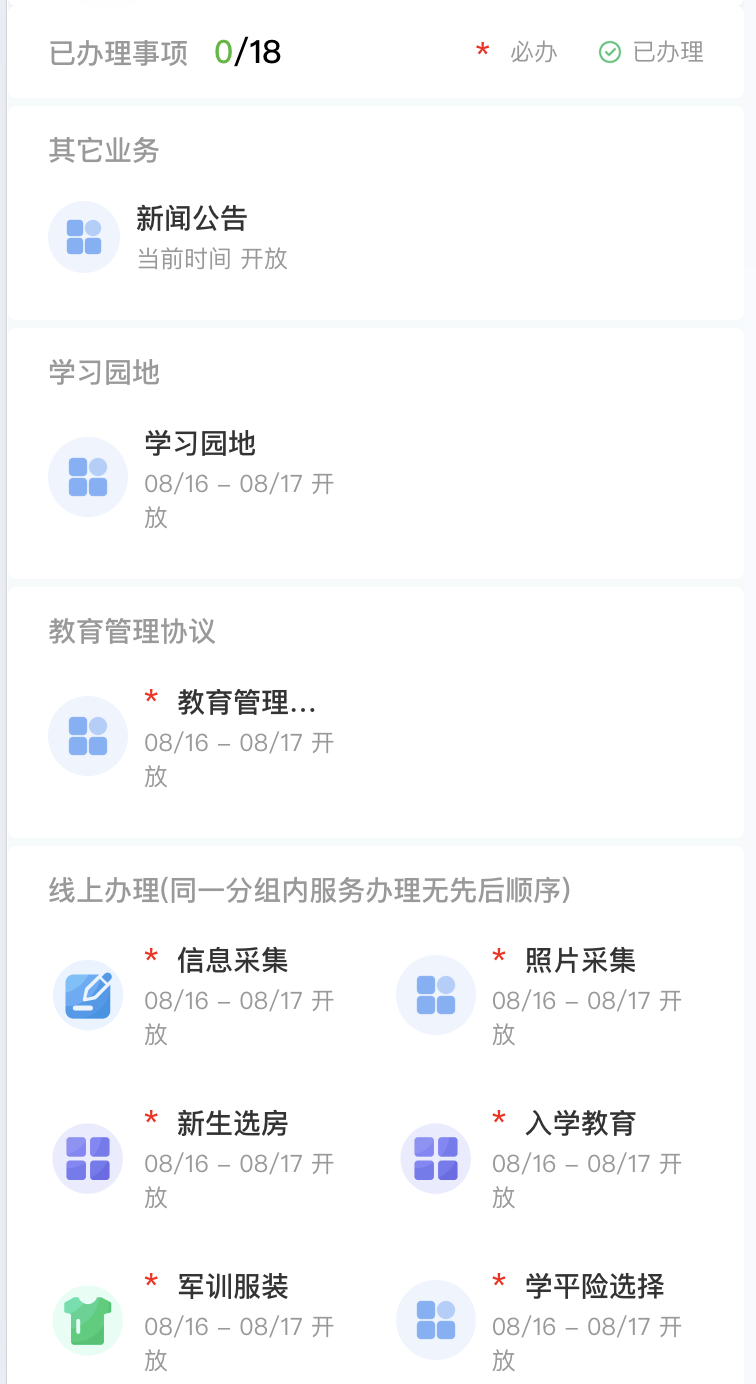 已办理事项 0/18 * 必办 已办理
其它业务
新闻公告
当前时间 开放
学习园地
学习园地
08/16 – 08/17 开
放
教育管理协议
* 教育管理...
08/16 – 08/17 开
放
线上办理(同一分组内服务办理无先后顺序)
* 信息采集
08/16 – 08/17 开
放
* 照片采集
08/16 – 08/17 开
放
* 新生选房
08/16 – 08/17 开
放
* 入学教育
08/16 – 08/17 开
放
* 军训服装
08/16 – 08/17 开
放
* 学平险选择
08/16 – 08/17 开
放